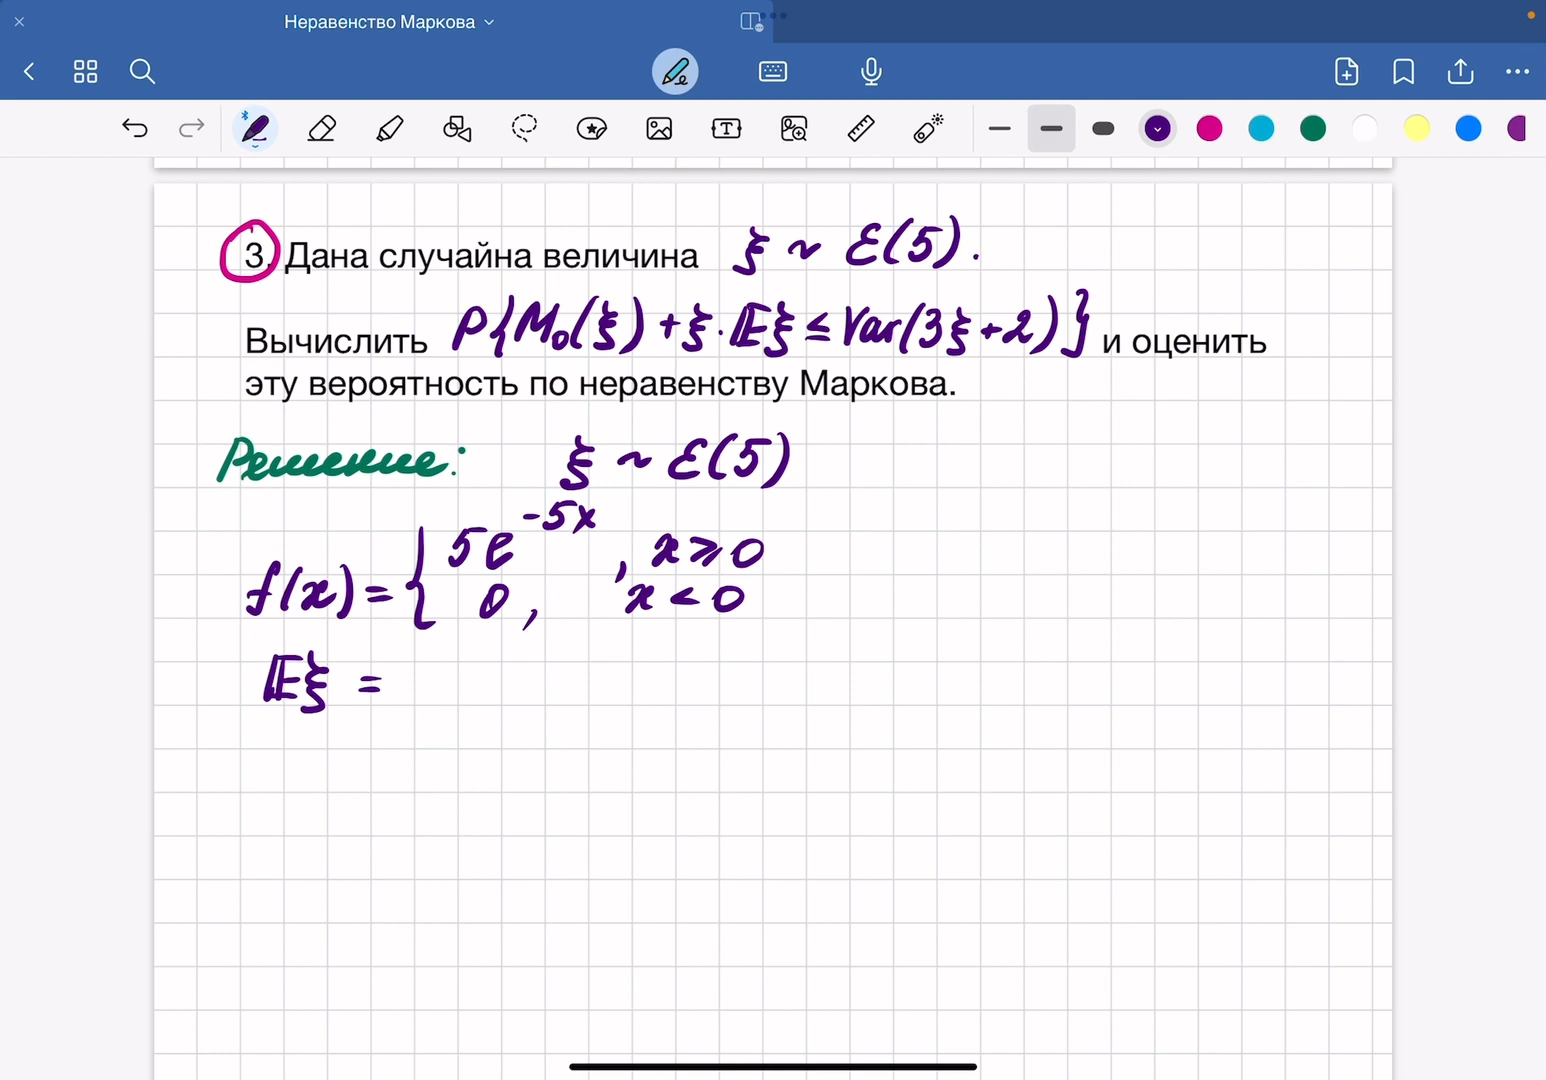 Неравенство Маркова
3. Дана случайна величина ξ ~ Ɛ(5).
Вычислить P{M₀(ξ) + ξ · 𝔼ξ ≤ Var(3ξ + 2)} и оценить
эту вероятность по неравенству Маркова.
Решение: ξ ~ Ɛ(5)
f(x) = { 5e^{-5x}, x ⩾ 0
0, x < 0
𝔼ξ =